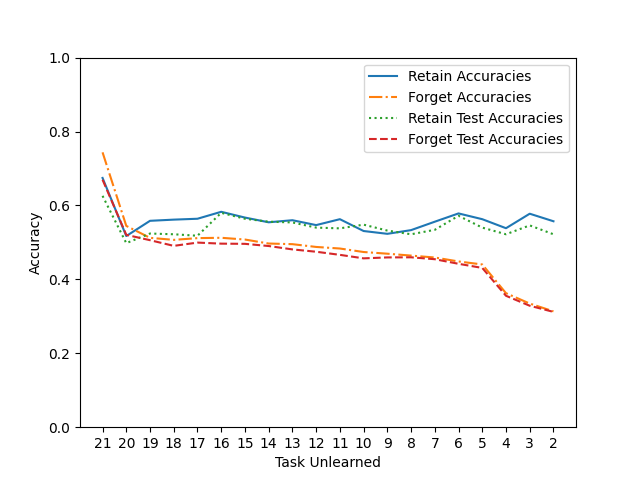 1.0
0.8
0.6
0.4
0.2
0.0
Accuracy
Retain Accuracies
Forget Accuracies
Retain Test Accuracies
Forget Test Accuracies
21 20 19 18 17 16 15 14 13 12 11 10 9 8 7 6 5 4 3 2
Task Unlearned